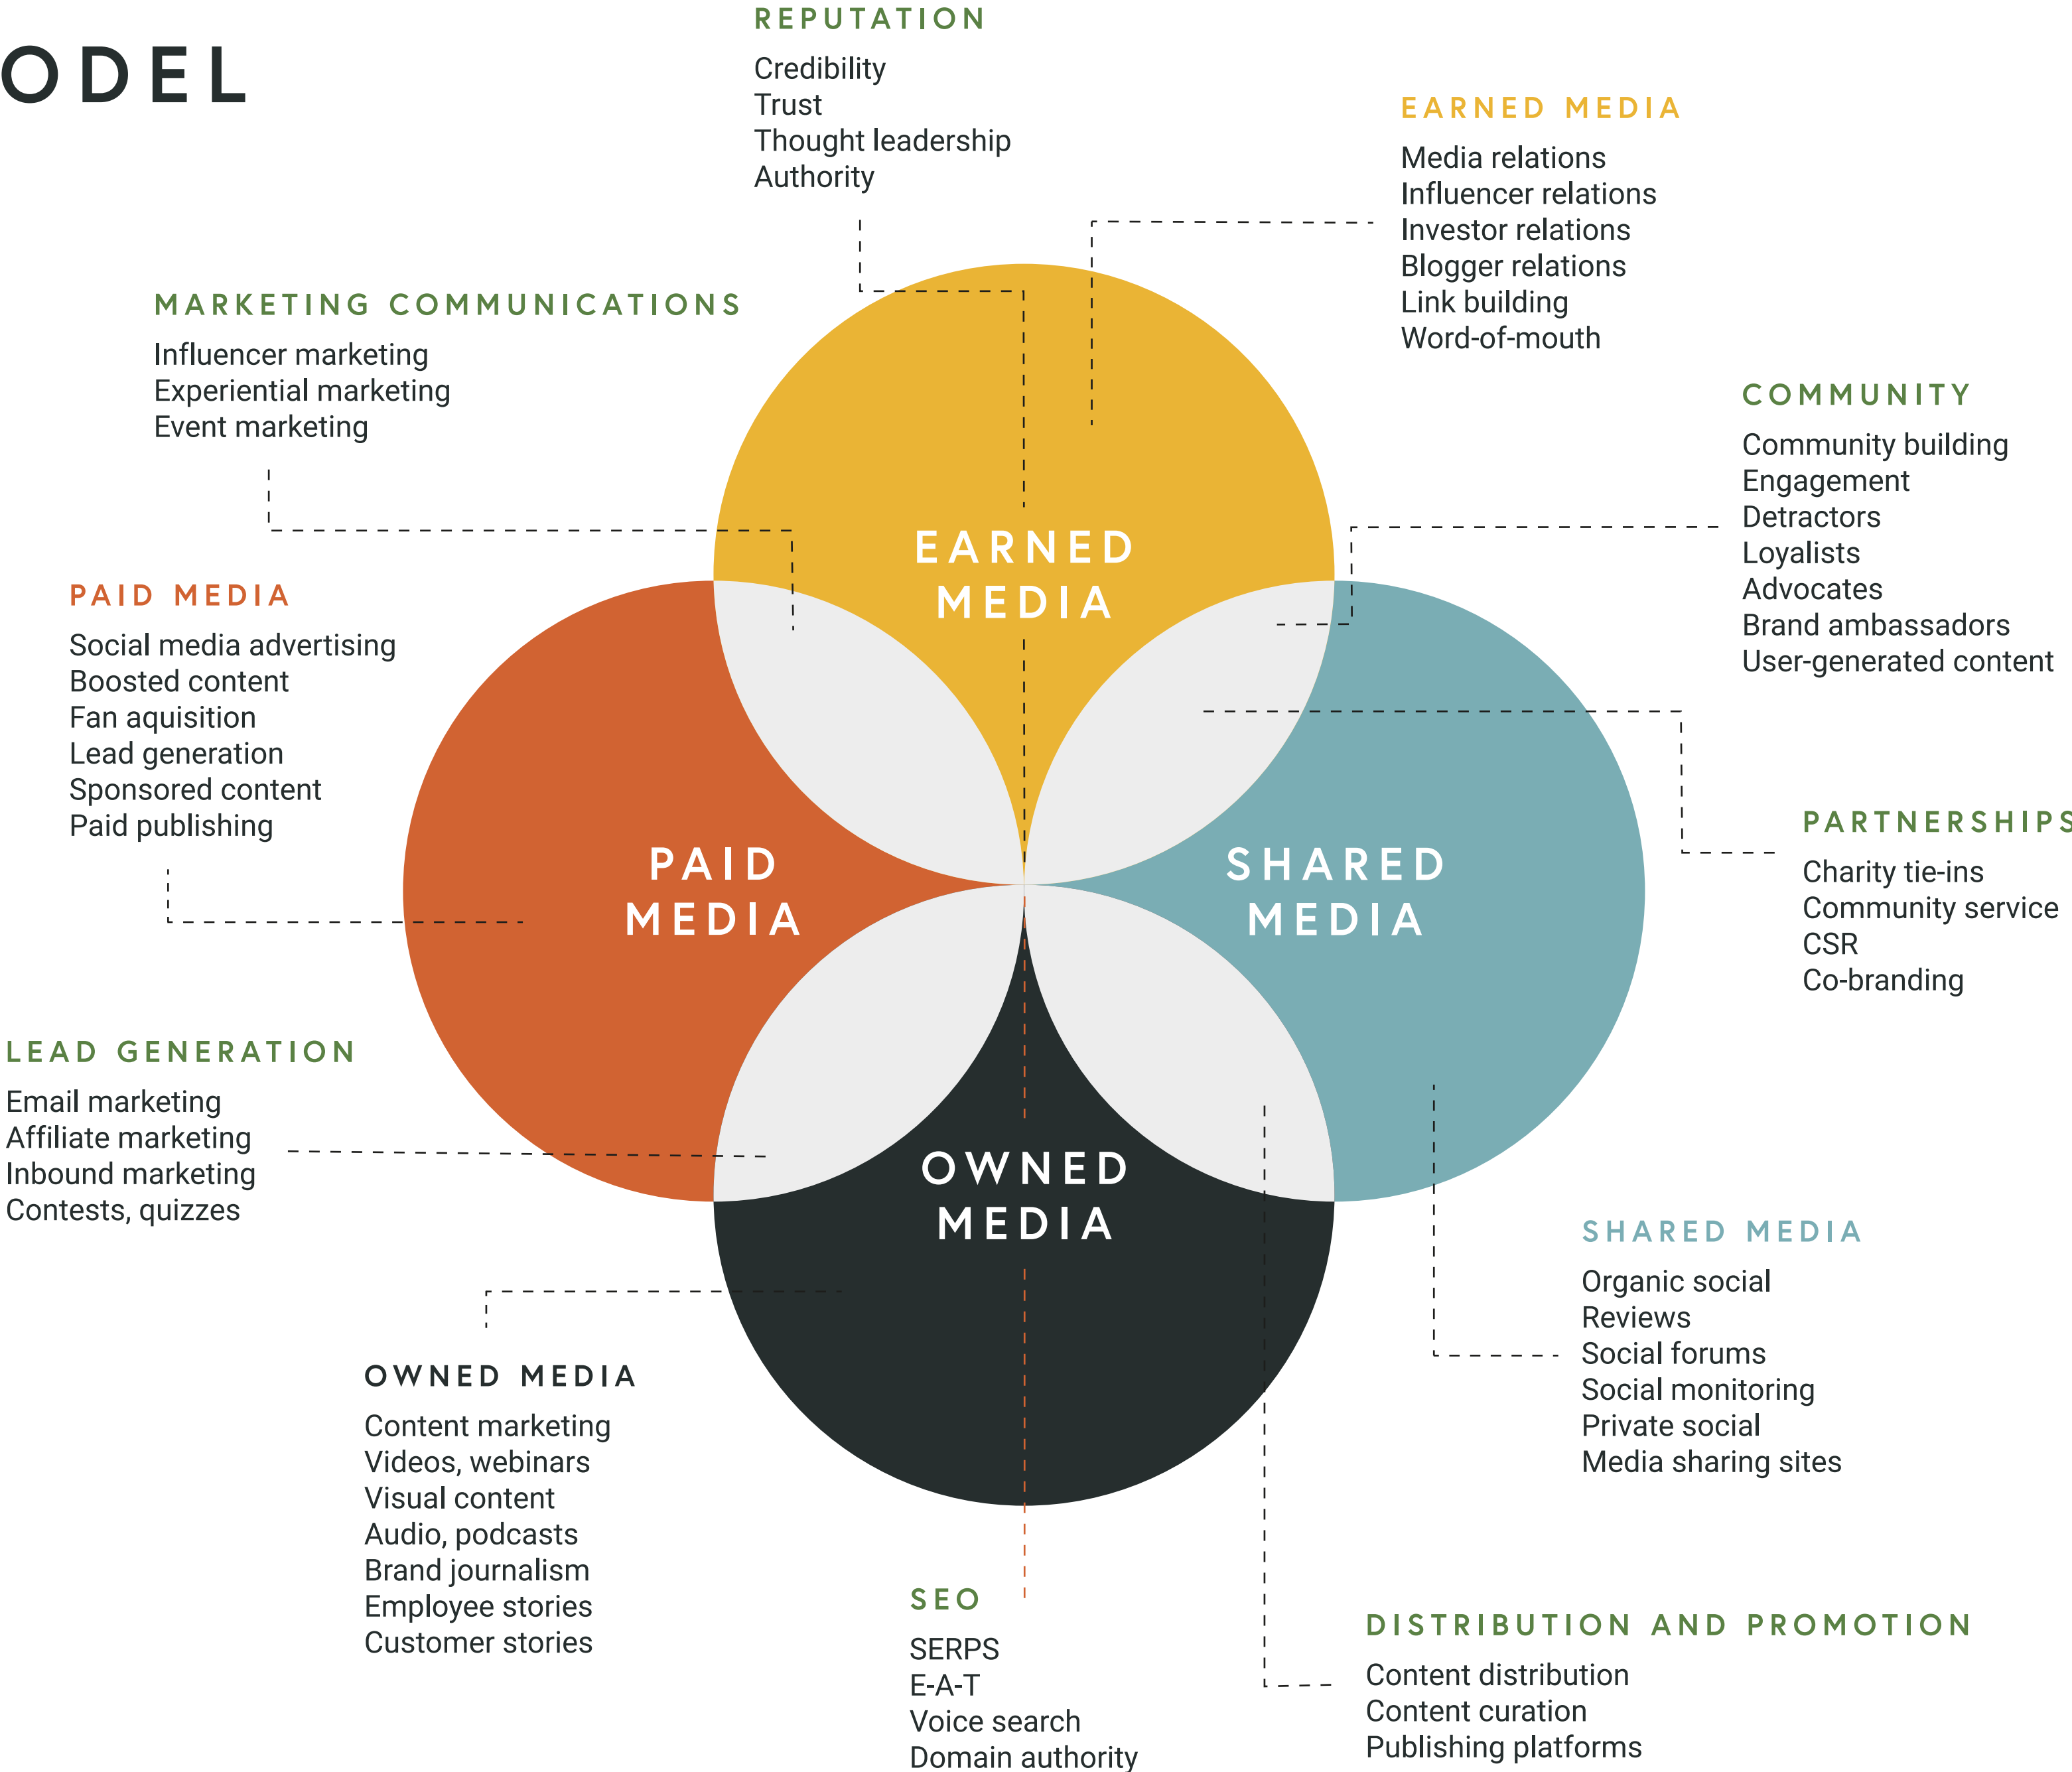 ODEL
REPUTATION
Credibility
Trust
Thought leadership
Authority
EARNED MEDIA
Media relations
Influencer relations
Investor relations
Blogger relations
Link building
Word-of-mouth
MARKETING COMMUNICATIONS
Influencer marketing
Experiential marketing
Event marketing
COMMUNITY
Community building
Engagement
Detractors
Loyalists
Advocates
Brand ambassadors
User-generated content
PAID MEDIA
Social media advertising
Boosted content
Fan aquisition
Lead generation
Sponsored content
Paid publishing
EARNED
MEDIA
PAID
MEDIA
SHARED
MEDIA
OWNED
MEDIA
PARTNERSHIPS
Charity tie-ins
Community service
CSR
Co-branding
LEAD GENERATION
Email marketing
Affiliate marketing
Inbound marketing
Contests, quizzes
SHARED MEDIA
Organic social
Reviews
Social forums
Social monitoring
Private social
Media sharing sites
OWNED MEDIA
Content marketing
Videos, webinars
Visual content
Audio, podcasts
Brand journalism
Employee stories
Customer stories
SEO
SERPS
E-A-T
Voice search
Domain authority
DISTRIBUTION AND PROMOTION
Content distribution
Content curation
Publishing platforms